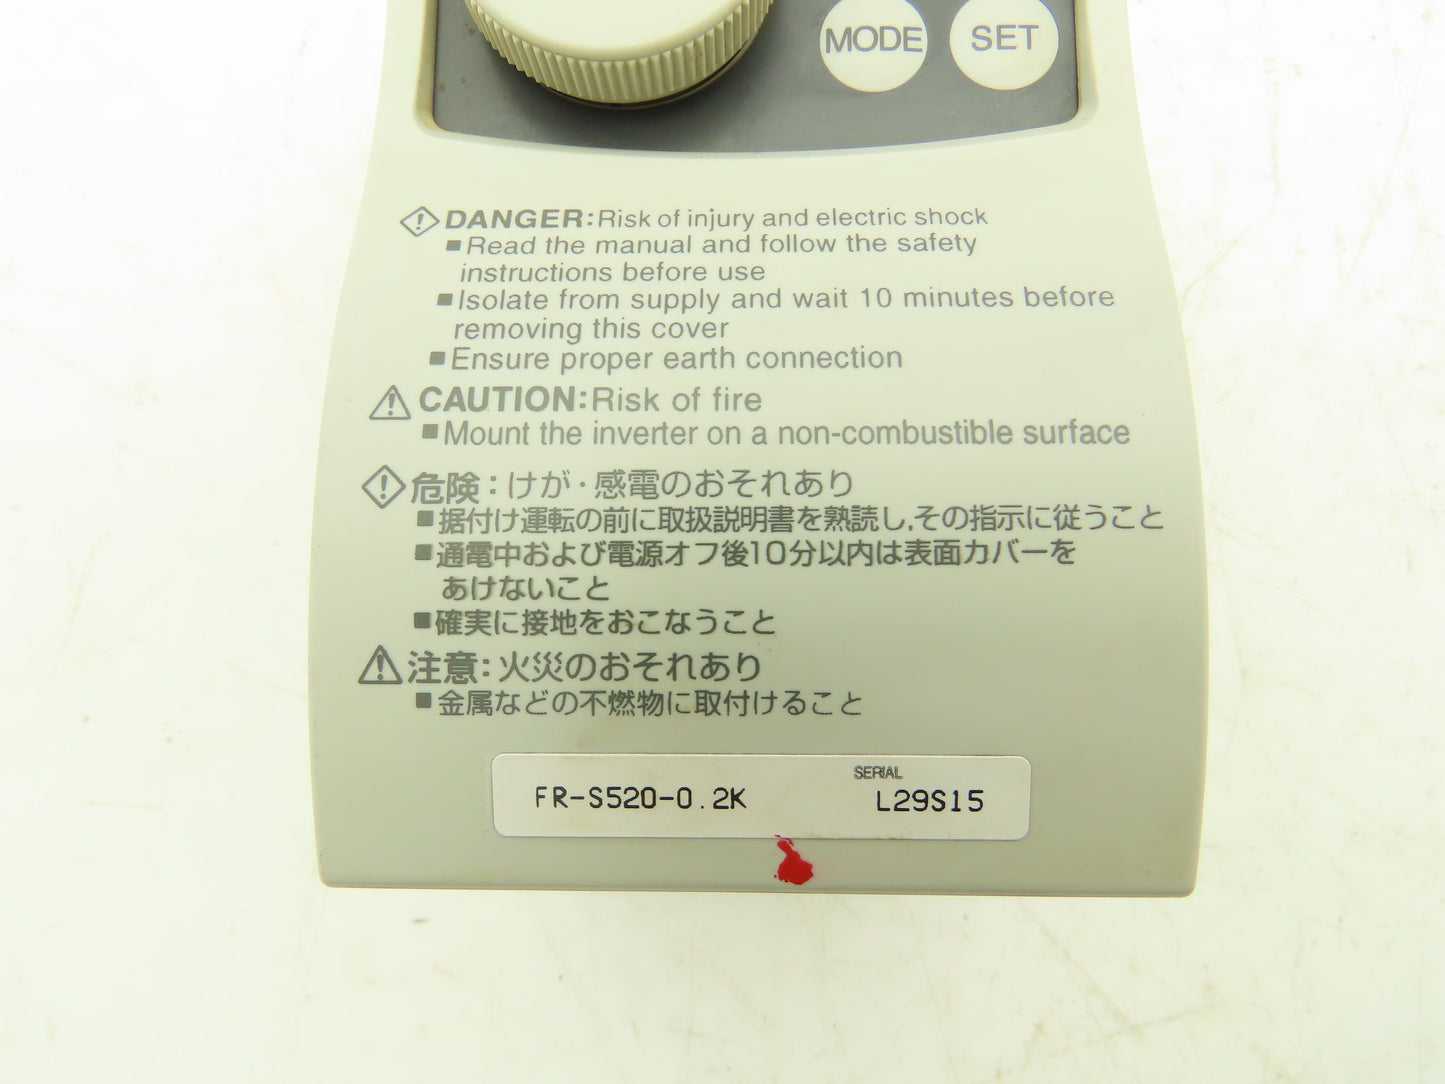 MODE SET
DANGER:Risk of injury and electric shock
■Read the manual and follow the safety
instructions before use
■Isolate from supply and wait 10 minutes before
removing this cover
■Ensure proper earth connection
CAUTION:Risk of fire
■Mount the inverter on a non-combustible surface
危険：けが・感電のおそれあり
■据付け運転の前に取扱説明書を熟読し,その指示に従うこと
■通電中および電源オフ後10分以内は表面カバーを
あけないこと
■確実に接地をおこなうこと
注意：火災のおそれあり
■金属などの不燃物に取付けること
SERIAL
FR-S520-0.2K L29S15